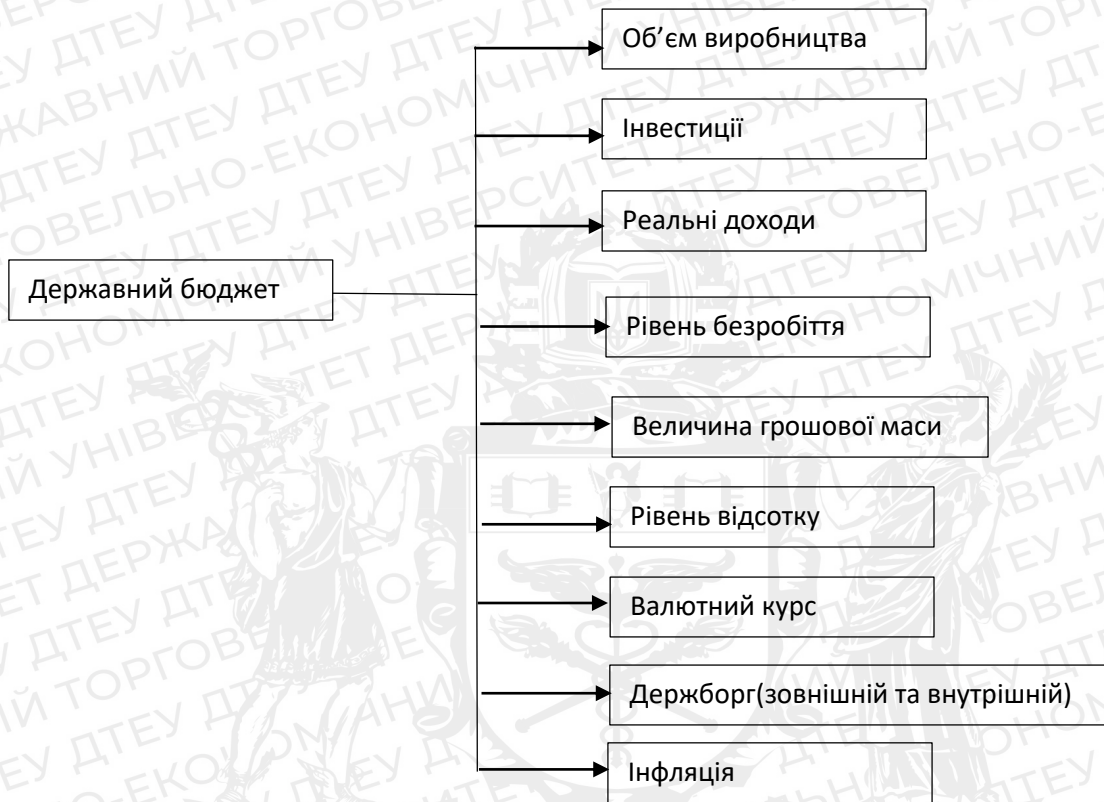 Об’єм виробництва
Інвестиції
Реальні доходи
Державний бюджет
Рівень безробіття
Величина грошової маси
Рівень відсотку
Валютний курс
Держборг(зовнішній та внутрішній)
Інфляція